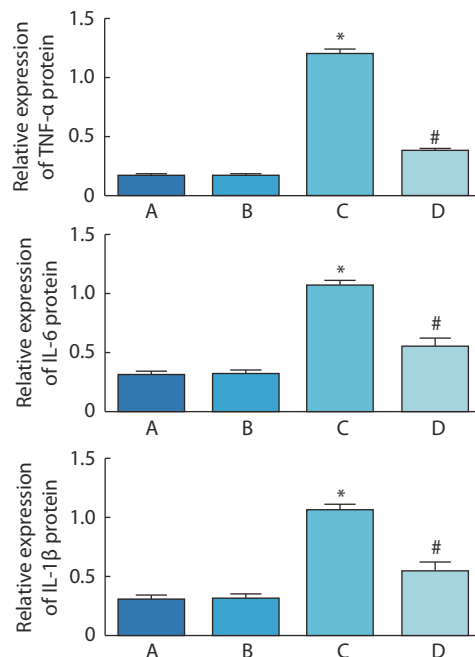 Relative expression
of TNF-α protein
1.5
1.0
0.5
0
*
#
A B C D
Relative expression
of IL-6 protein
1.5
1.0
0.5
0
*
#
A B C D
Relative expression
of IL-1β protein
1.5
1.0
0.5
0
*
#
A B C D